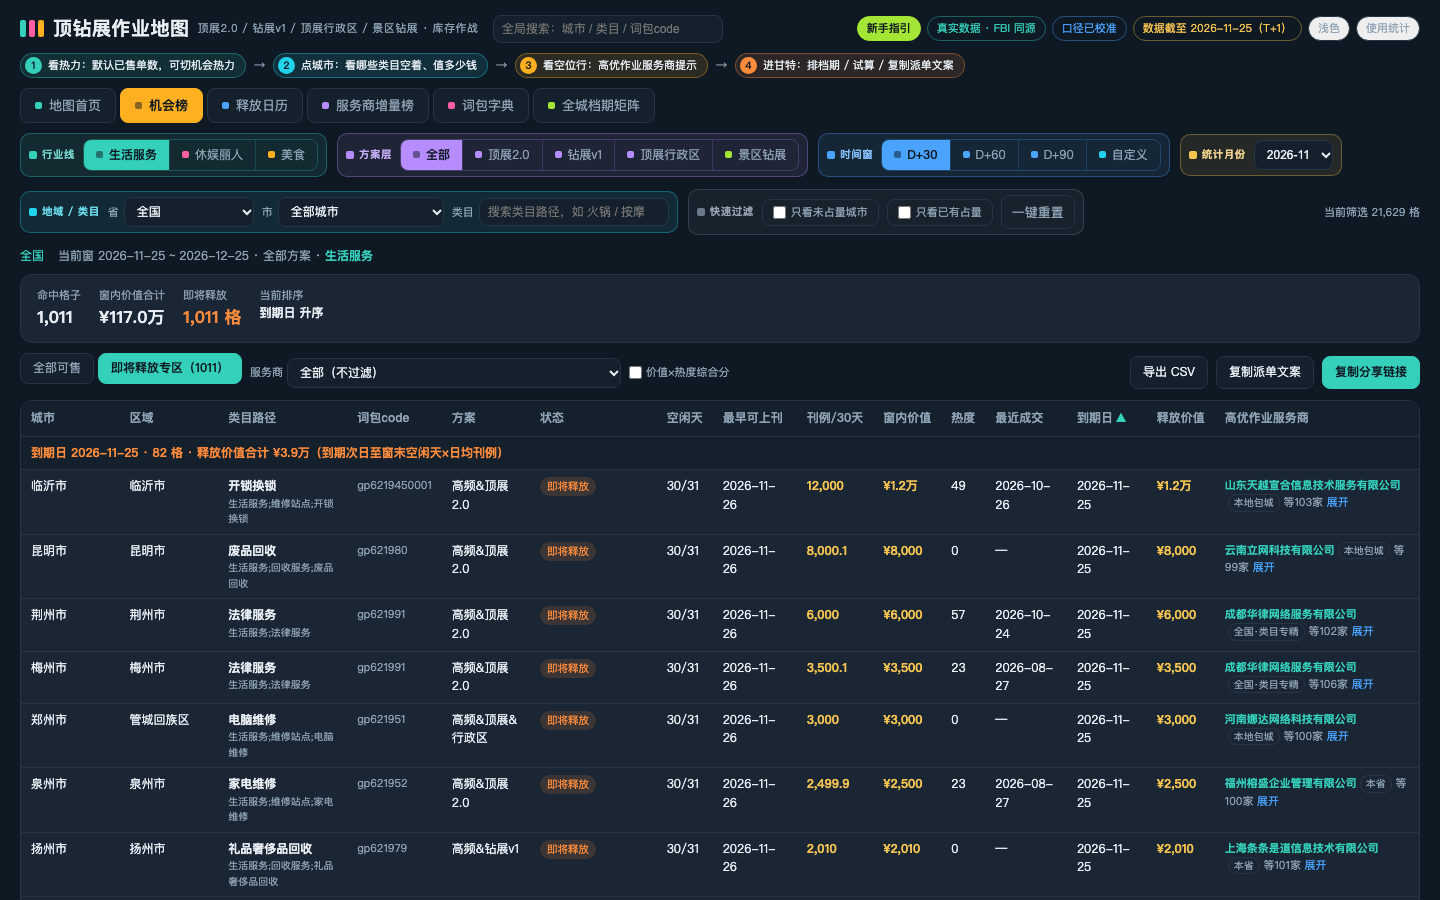 顶钻展作业地图 顶展2.0 / 钻展v1 / 顶展行政区 / 景区钻展 · 库存作战 全局搜索：城市 / 类目 / 词包code 新手指引 真实数据 · FBI 同源 口径已校准 数据截至 2026-11-25（T+1） 浅色 使用统计
1 看热力：默认已售单数，可切机会热力 → 2 点城市：看哪些类目空着、值多少钱 → 3 看空位行：高优作业服务商提示 → 4 进甘特：排档期 / 试算 / 复制派单文案
地图首页 机会榜 释放日历 服务商增量榜 词包字典 全城档期矩阵
行业线 生活服务 休娱丽人 美食 方案层 全部 顶展2.0 钻展v1 顶展行政区 景区钻展 时间窗 D+30 D+60 D+90 自定义 统计月份 2026-11
地域 / 类目 省 全国 市 全部城市 类目 搜索类目路径，如 火锅 / 按摩 快速过滤 只看未占量城市 只看已有占量 一键重置 当前筛选 21,629 格
全国 当前窗 2026-11-25 ~ 2026-12-25 · 全部方案 · 生活服务
命中格子 窗内价值合计 即将释放 当前排序
1,011 ¥117.0万 1,011 格 到期日 升序
全部可售 即将释放专区（1011） 服务商 全部（不过滤） 价值×热度综合分 导出 CSV 复制派单文案 复制分享链接
城市 区域 类目路径 词包code 方案 状态 空闲天 最早可上刊 刊例/30天 窗内价值 热度 最近成交 到期日 ▲ 释放价值 高优作业服务商
到期日 2026-11-25 · 82 格 · 释放价值合计 ¥3.9万（到期次日至窗末空闲天×日均刊例）
临沂市 临沂市 开锁换锁 gp6219450001 高频&顶展 即将释放 30/31 2026-11- 12,000 ¥1.2万 49 2026-10- 2026-11- ¥1.2万 山东天越宣合信息技术服务有限公司
生活服务;维修站点;开锁 2.0 26 26 25 本地包城 等103家 展开
换锁
昆明市 昆明市 废品回收 gp621980 高频&顶展 即将释放 30/31 2026-11- 8,000.1 ¥8,000 0 — 2026-11- ¥8,000 云南立网科技有限公司 本地包城 等
生活服务;回收服务;废品 2.0 26 25 99家 展开
回收
荆州市 荆州市 法律服务 gp621991 高频&顶展 即将释放 30/31 2026-11- 6,000 ¥6,000 57 2026-10- 2026-11- ¥6,000 成都华律网络服务有限公司
生活服务;法律服务 2.0 26 24 25 全国·类目专精 等102家 展开
梅州市 梅州市 法律服务 gp621991 高频&顶展 即将释放 30/31 2026-11- 3,500.1 ¥3,500 23 2026-08- 2026-11- ¥3,500 成都华律网络服务有限公司
生活服务;法律服务 2.0 26 27 25 全国·类目专精 等106家 展开
郑州市 管城回族区 电脑维修 gp621951 高频&顶展& 即将释放 30/31 2026-11- 3,000 ¥3,000 0 — 2026-11- ¥3,000 河南娜达网络科技有限公司
生活服务;维修站点;电脑 行政区 26 25 本地包城 等100家 展开
维修
泉州市 泉州市 家电维修 gp621952 高频&顶展 即将释放 30/31 2026-11- 2,499.9 ¥2,500 23 2026-08- 2026-11- ¥2,500 福州榕盛企业管理有限公司 本省 等
生活服务;维修站点;家电 2.0 26 27 25 100家 展开
维修
扬州市 扬州市 礼品奢侈品回收 gp621979 高频&钻展v1 即将释放 30/31 2026-11- 2,010 ¥2,010 0 — 2026-11- ¥2,010 上海条条是道信息技术有限公司
生活服务;回收服务;礼品 26 25 本省 等101家 展开
奢侈品回收